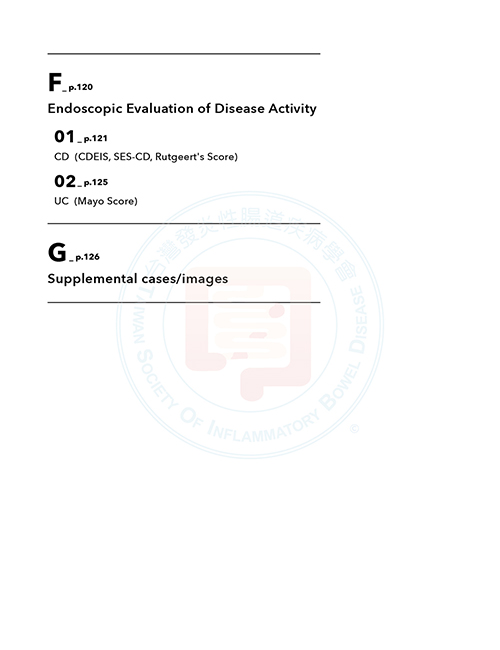 F_ p.120
Endoscopic Evaluation of Disease Activity
01_ p.121
CD (CDEIS, SES-CD, Rutgeert's Score)
02_ p.125
UC (Mayo Score)
G_ p.126
Supplemental cases/images
台灣發炎性腸道疾病學會
TAIWAN SOCIETY OF INFLAMMATORY BOWEL DISEASE
®